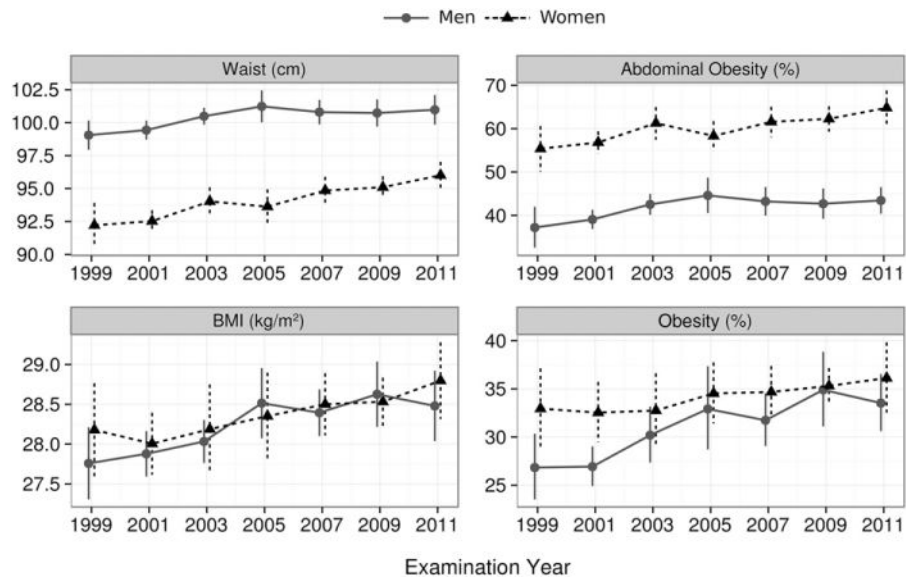 Men Women
Waist (cm)
102.5
100.0
97.5
95.0
92.5
90.0
1999 2001 2003 2005 2007 2009 2011
Abdominal Obesity (%)
70
60
50
40
1999 2001 2003 2005 2007 2009 2011
BMI (kg/m²)
29.0
28.5
28.0
27.5
1999 2001 2003 2005 2007 2009 2011
Obesity (%)
40
35
30
25
1999 2001 2003 2005 2007 2009 2011
Examination Year